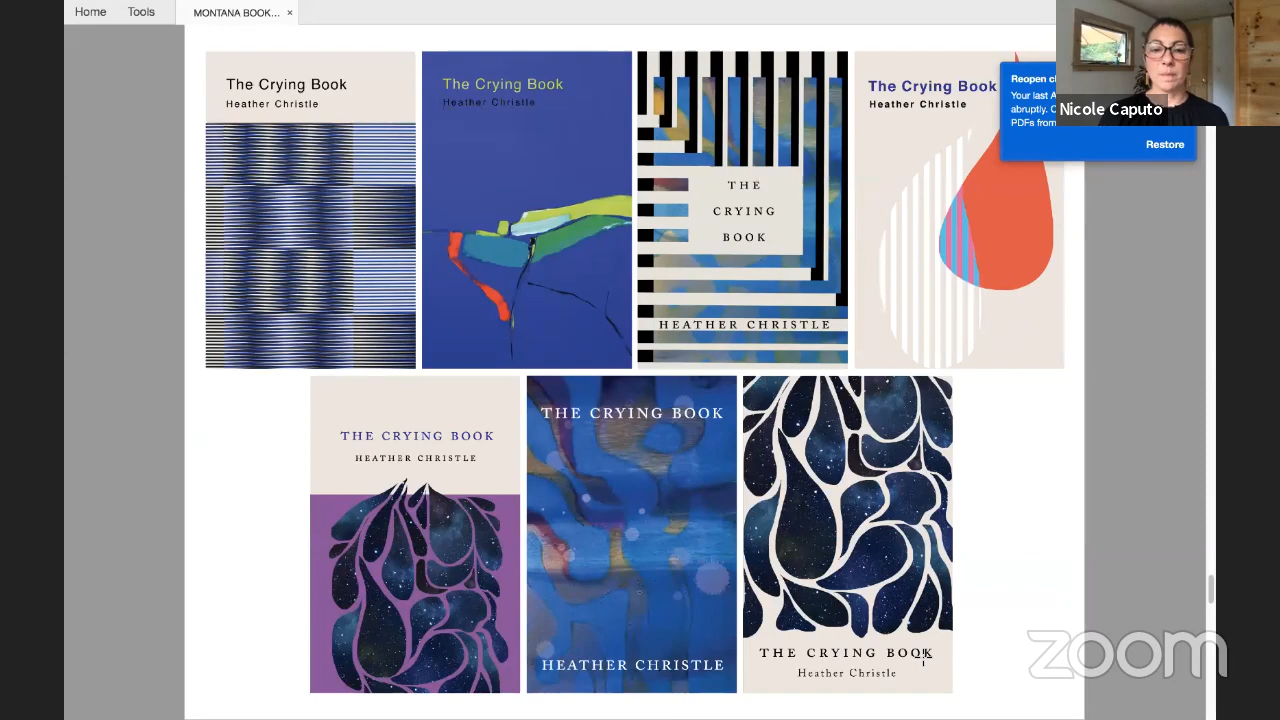 Home Tools MONTANA BOOK... ×
Nicole Caputo
Reopen
Your last
abruptly.
PDFs from
Restore
The Crying Book
Heather Christle
The Crying Book
Heather Christle
THE
CRYING
BOOK
HEATHER CHRISTLE
The Crying Book
Heather Christle
THE CRYING BOOK
HEATHER CHRISTLE
THE CRYING BOOK
HEATHER CHRISTLE
THE CRYING BOOK
Heather Christle
zoom